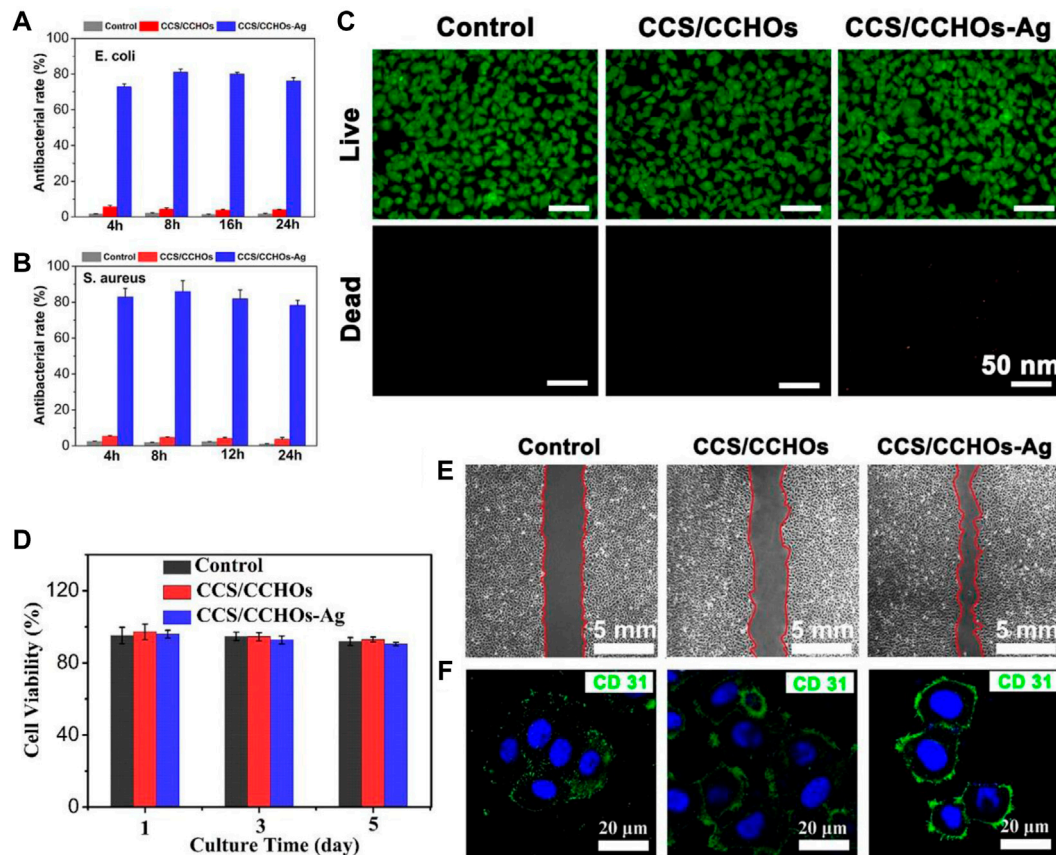 A
Control CCS/CCHOs CCS/CCHOs-Ag
E. coli
Antibacterial rate (%)
100
80
60
40
20
0
4h 8h 16h 24h
B
Control CCS/CCHOs CCS/CCHOs-Ag
S. aureus
Antibacterial rate (%)
100
80
60
40
20
0
4h 8h 12h 24h
C
Control CCS/CCHOs CCS/CCHOs-Ag
Live
Dead
50 nm
D
Control
CCS/CCHOs
CCS/CCHOs-Ag
Cell Viability (%)
120
80
40
0
1 3 5
Culture Time (day)
E
Control CCS/CCHOs CCS/CCHOs-Ag
5 mm 5 mm 5 mm
F
CD 31 CD 31 CD 31
20 µm 20 µm 20 µm